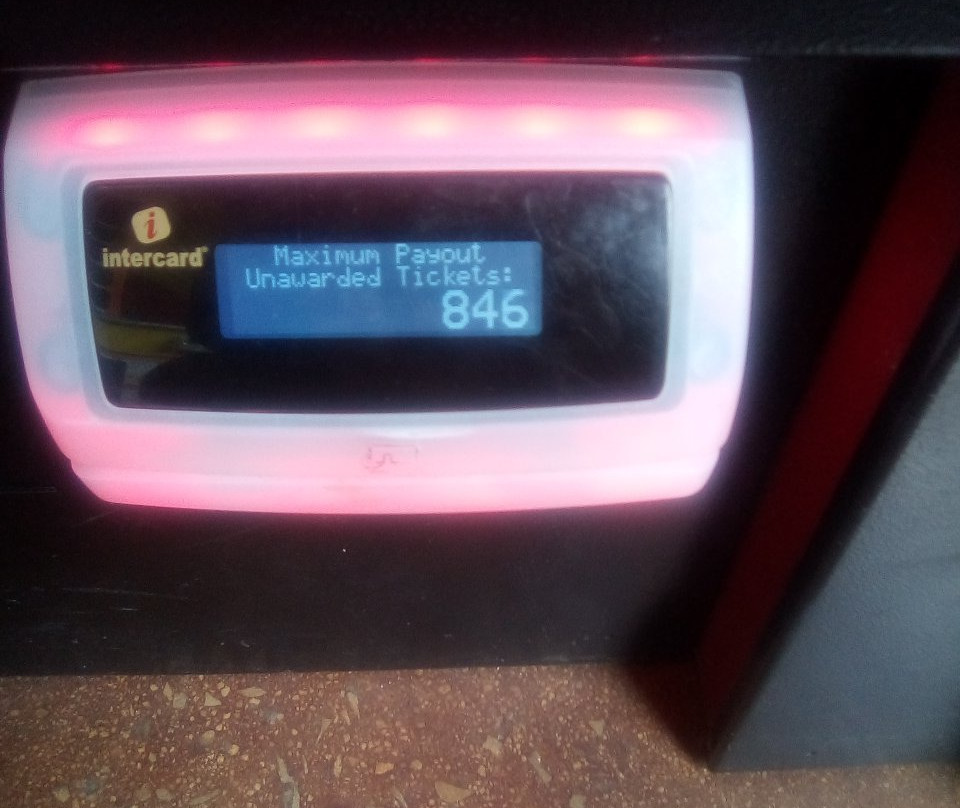 i
intercard®
Maximum Payout
Unawarded Tickets:
846